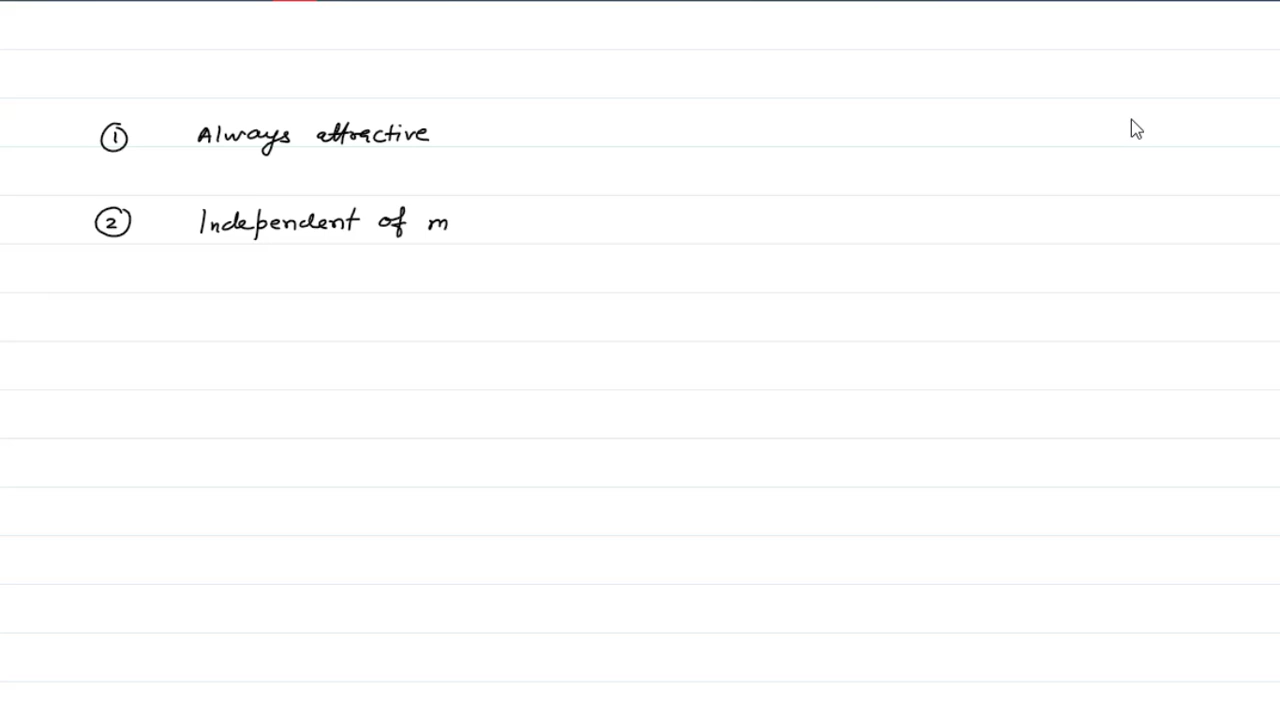 ① Always attractive
② Independent of m